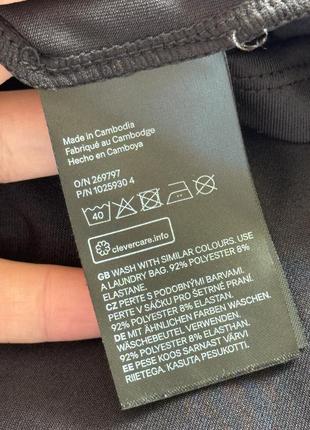 Made in Cambodia
Fabriqué au Cambodge
Hecho en Camboya
O/N 269797
P/N 1025930 4
40
clevercare.info
GB WASH WITH SIMILAR COLOURS. USE
A LAUNDRY BAG. 92% POLYESTER 8%
ELASTANE.
CZ PERTE S PODOBNÝMI BARVAMI.
PERTE V SÁČKU PRO ŠETRNÉ PRANÍ.
92% POLYESTER 8% ELASTAN.
DE MIT ÄHNLICHEN FARBEN WASCHEN.
WÄSCHEBEUTEL VERWENDEN.
92% POLYESTER 8% ELASTHAN.
EE PESE KOOS SARNAST VÄRVI
RIIETEGA. KASUTA PESUKOTTI.